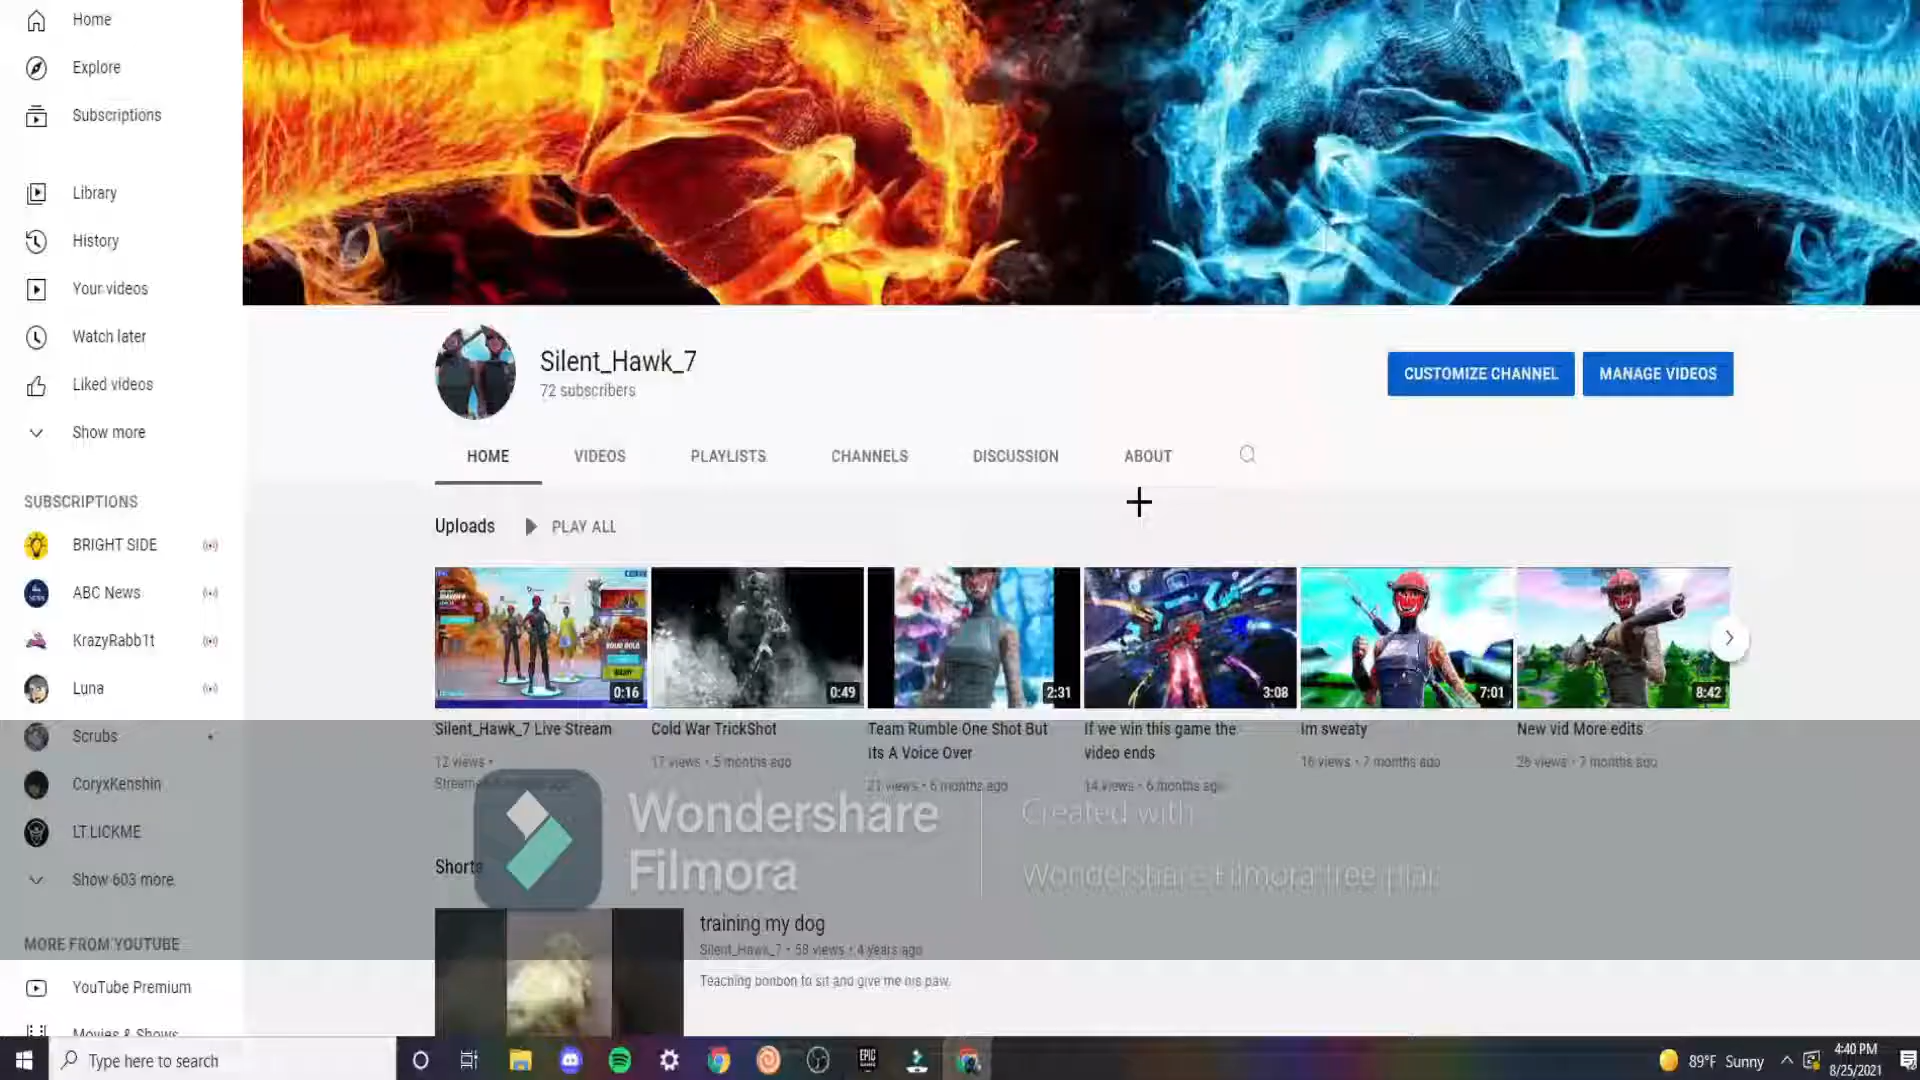 Home
Explore
Subscriptions
Library
History
Your videos
Watch later
Liked videos
Show more
SUBSCRIPTIONS
BRIGHT SIDE
ABC News
KrazyRabb1t
Luna
Scrubs
CoryxKenshin
LT.LICKME
Show 603 more
MORE FROM YOUTUBE
YouTube Premium
Movies & Shows
Silent_Hawk_7
72 subscribers
CUSTOMIZE CHANNEL
MANAGE VIDEOS
HOME VIDEOS PLAYLISTS CHANNELS DISCUSSION ABOUT
Uploads PLAY ALL
0:16 0:49 2:31 3:08 7:01 8:42
Silent_Hawk_7 Live Stream
12 views •
Cold War TrickShot
17 views • 5 months ago
Team Rumble One Shot But
Its A Voice Over
21 views • 6 months ago
If we win this game the
video ends
14 views • 6 months ago
Im sweaty
16 views • 7 months ago
New vid More edits
26 views • 7 months ago
Wondershare
Filmora
Created with
Wondershare Filmora free plan
Shorts
training my dog
Silent_Hawk_7 • 58 views • 4 years ago
Teaching bonbon to sit and give me his paw.
Type here to search
EPIC
GAMES
89°F Sunny
4:40 PM
8/25/2021